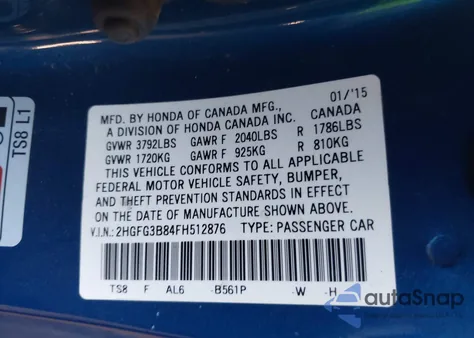 TS8 L1
MFD. BY HONDA OF CANADA MFG., 01/'15
A DIVISION OF HONDA CANADA INC. CANADA
GVWR 3792LBS GAWR F 2040LBS R 1786LBS
GVWR 1720KG GAWR F 925KG R 810KG
THIS VEHICLE CONFORMS TO ALL APPLICABLE
FEDERAL MOTOR VEHICLE SAFETY, BUMPER,
AND THEFT PREVENTION STANDARDS IN EFFECT
ON THE DATE OF MANUFACTURE SHOWN ABOVE.
V.I.N.: 2HGFG3B84FH512876 TYPE: PASSENGER CAR
TS8 F AL6 -B561P -W -H
autoSnap